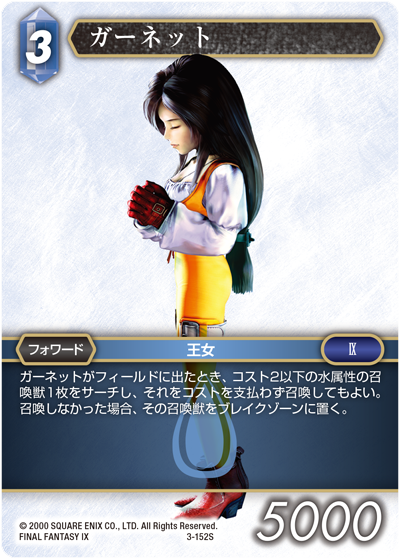 3
ガーネット
フォワード
王女
Ⅸ
ガーネットがフィールドに出たとき、コスト2以下の水属性の召
喚獣1枚をサーチし、それをコストを支払わず召喚してもよい。
召喚しなかった場合、その召喚獣をブレイクゾーンに置く。
© 2000 SQUARE ENIX CO., LTD. All Rights Reserved.
FINAL FANTASY IX
3-152S
5000